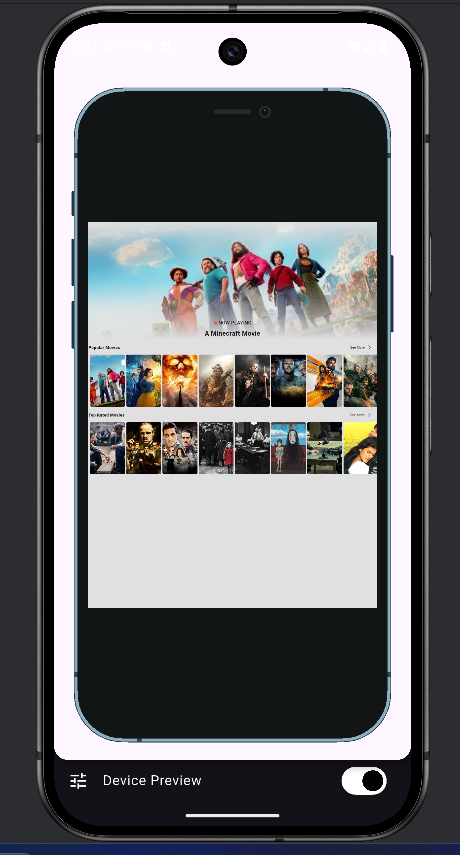 NOW PLAYING
A Minecraft Movie
Popular Movies
See More
Top Rated Movies
See More
Device Preview